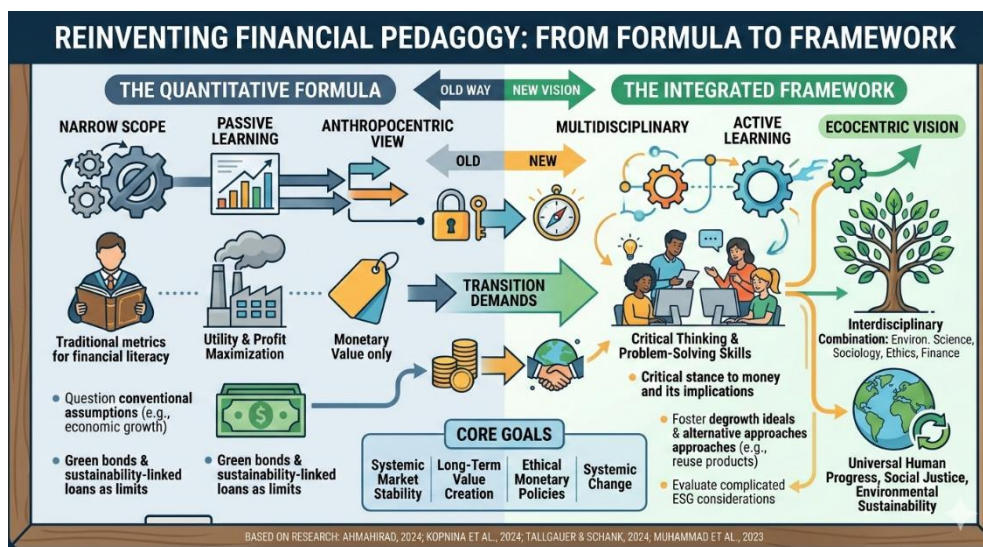 REINVENTING FINANCIAL PEDAGOGY: FROM FORMULA TO FRAMEWORK
THE QUANTITATIVE FORMULA
OLD WAY
NEW VISION
THE INTEGRATED FRAMEWORK
NARROW SCOPE
PASSIVE
LEARNING
ANTHROPOCENTRIC
VIEW
OLD
NEW
MULTIDISCIPLINARY
ACTIVE
LEARNING
ECOCENTRIC VISION
Traditional metrics
for financial literacy
Utility & Profit
Maximization
Monetary
Value only
TRANSITION
DEMANDS
Critical Thinking &
Problem-Solving Skills
Interdisciplinary
Combination: Environ. Science,
Sociology, Ethics, Finance
• Question conventional
assumptions (e.g.,
economic growth)
• Green bonds &
sustainability-linked
loans as limits
$
• Green bonds &
sustainability-linked
loans as limits
CORE GOALS
Systemic
Market
Stability
Long-Term
Value
Creation
Ethical
Monetary
Policies
Systemic
Change
• Critical stance to money
and its implications
• Foster degrowth ideals
& alternative approaches
approaches (e.g.,
reuse products)
• Evaluate complicated
ESG considerations
Universal Human
Progress, Social Justice,
Environmental
Sustainability
BASED ON RESEARCH: AHMAHIRAD, 2024; KOPNINA ET AL., 2024; TALLGAUER & SCHANK, 2024; MUHAMMAD ET AL., 2023